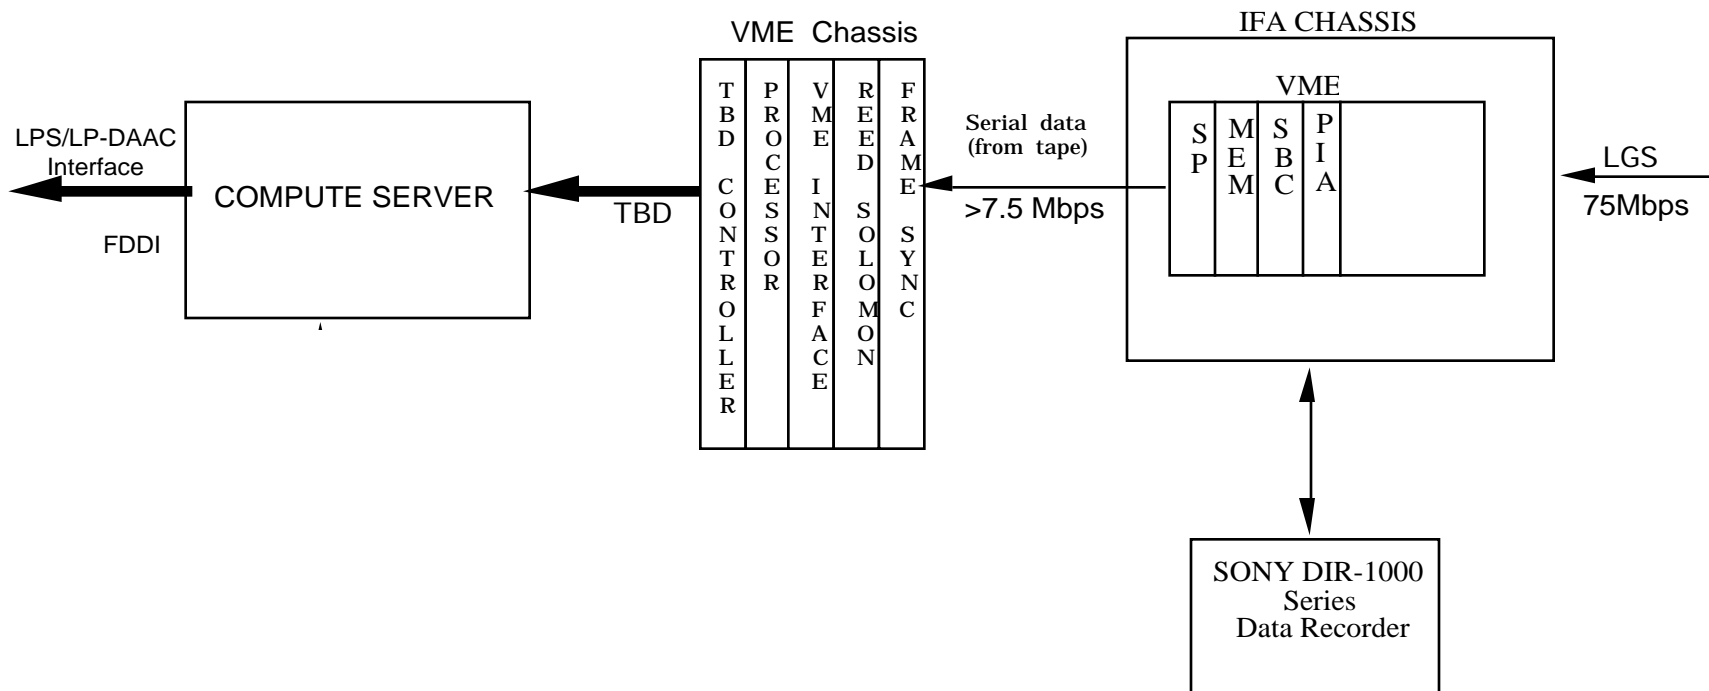 LPS/LP-DAAC
Interface
FDDI
COMPUTE SERVER
TBD
VME Chassis
TBD CONTROLLER
PROCESSOR
VME INTERFACE
REED SOLOMON
FRAME SYNC
Serial data
(from tape)
>7.5 Mbps
IFA CHASSIS
VME
SP
MEM
SBC
PIA
LGS
75Mbps
SONY DIR-1000
Series
Data Recorder